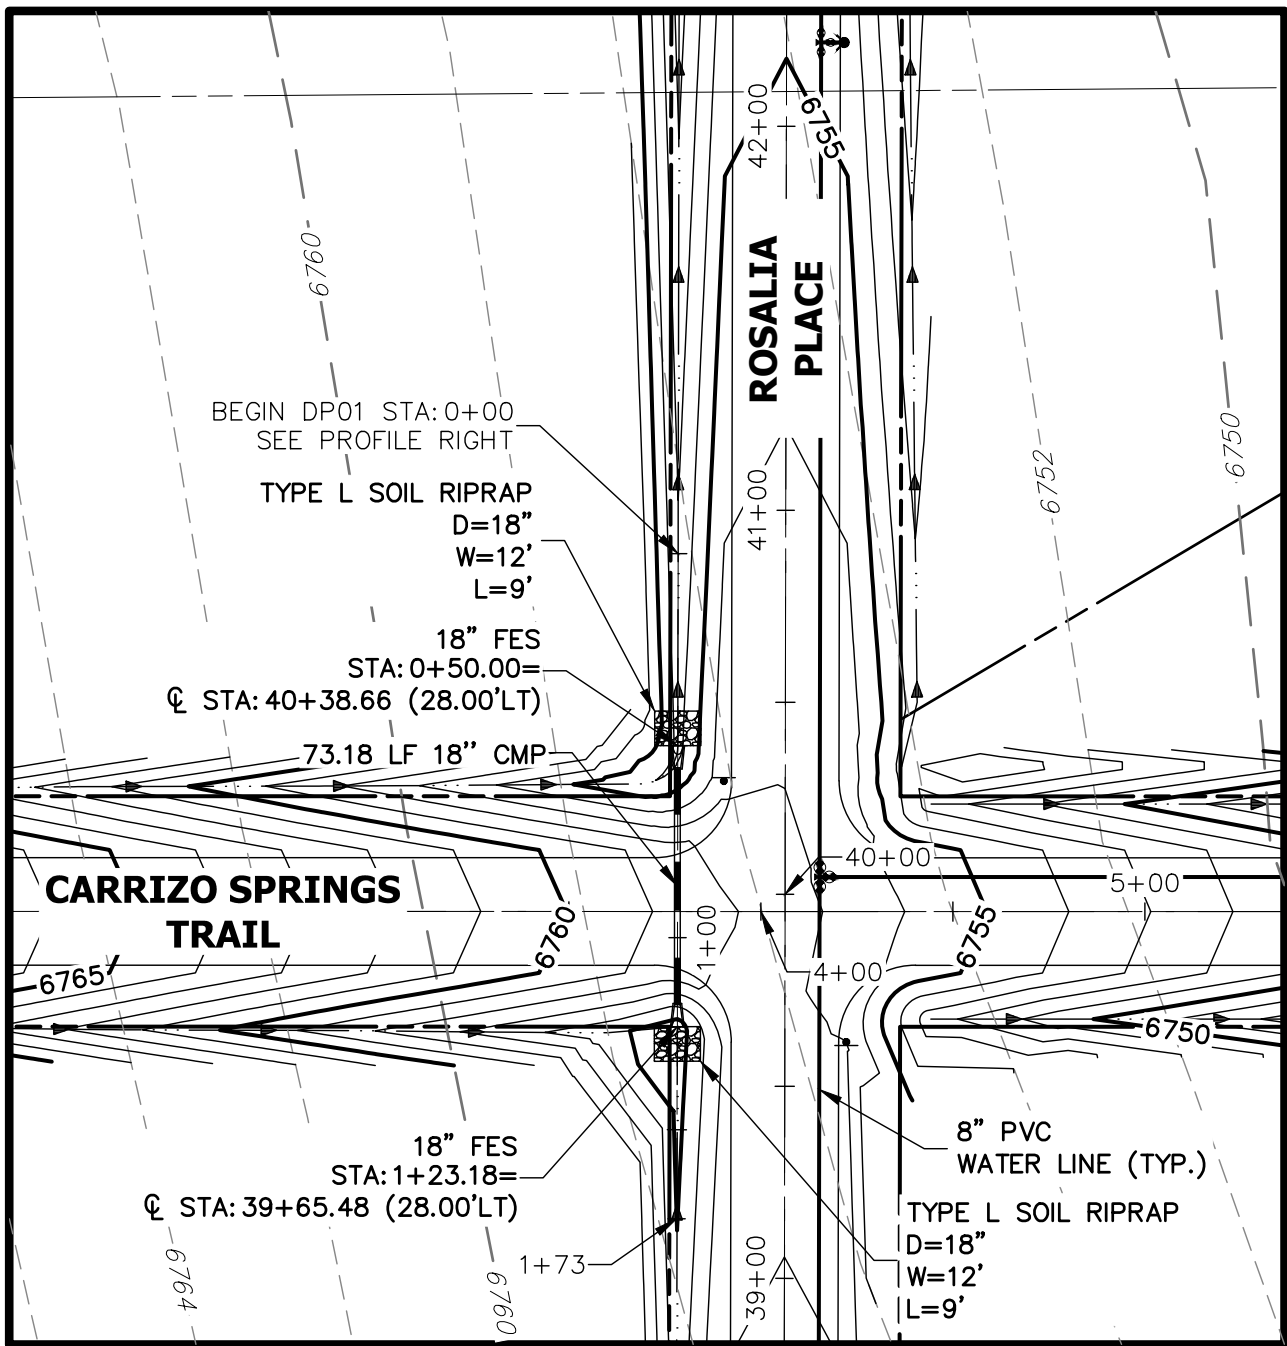 42+00
6755
6760
ROSALIA
PLACE
BEGIN DP01 STA: 0+00
SEE PROFILE RIGHT
6752
6750
41+00
TYPE L SOIL RIPRAP
D=18"
W=12'
L=9'
18" FES
STA: 0+50.00=
℄ STA: 40+38.66 (28.00'LT)
73.18 LF 18" CMP
40+00
5+00
CARRIZO SPRINGS
TRAIL
6760
1+00
6755
4+00
6765
6750
8" PVC
WATER LINE (TYP.)
18" FES
STA: 1+23.18=
℄ STA: 39+65.48 (28.00'LT)
TYPE L SOIL RIPRAP
D=18"
W=12'
L=9'
1+73
39+00
6764
6760